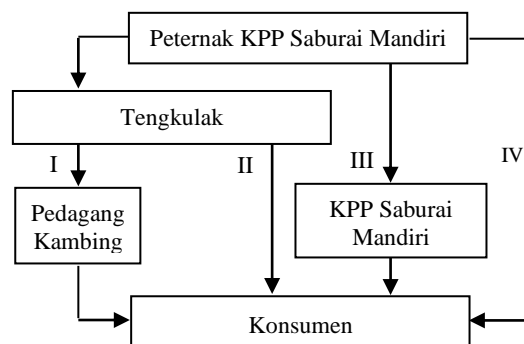 Peternak KPP Saburai Mandiri
Tengkulak
I
II
III
IV
Pedagang
Kambing
KPP Saburai
Mandiri
Konsumen